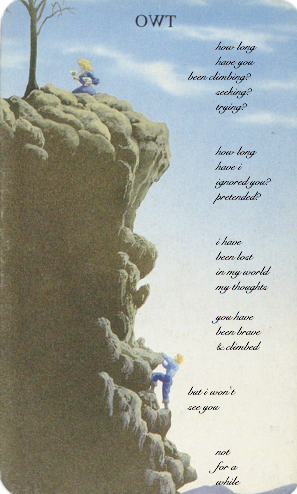 OWT
how long
have you
been climbing?
seeking?
trying?
how long
have i
ignored you?
pretended?
i have
been lost
in my world
my thoughts
you have
been brave
& climbed
but i won't
see you
not
for a
while